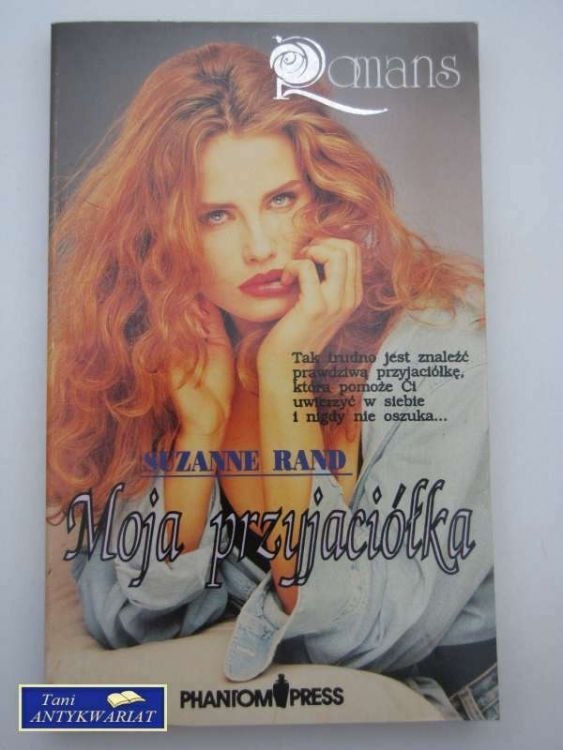 Romans
Tak trudno jest znaleźć
prawdziwą przyjaciółkę,
która pomoże Ci
uwierzyć w siebie
i nigdy nie oszuka...
SUZANNE RAND
Moja przyjaciółka
PHANTOM PRESS
Tani
ANTYKWARIAT